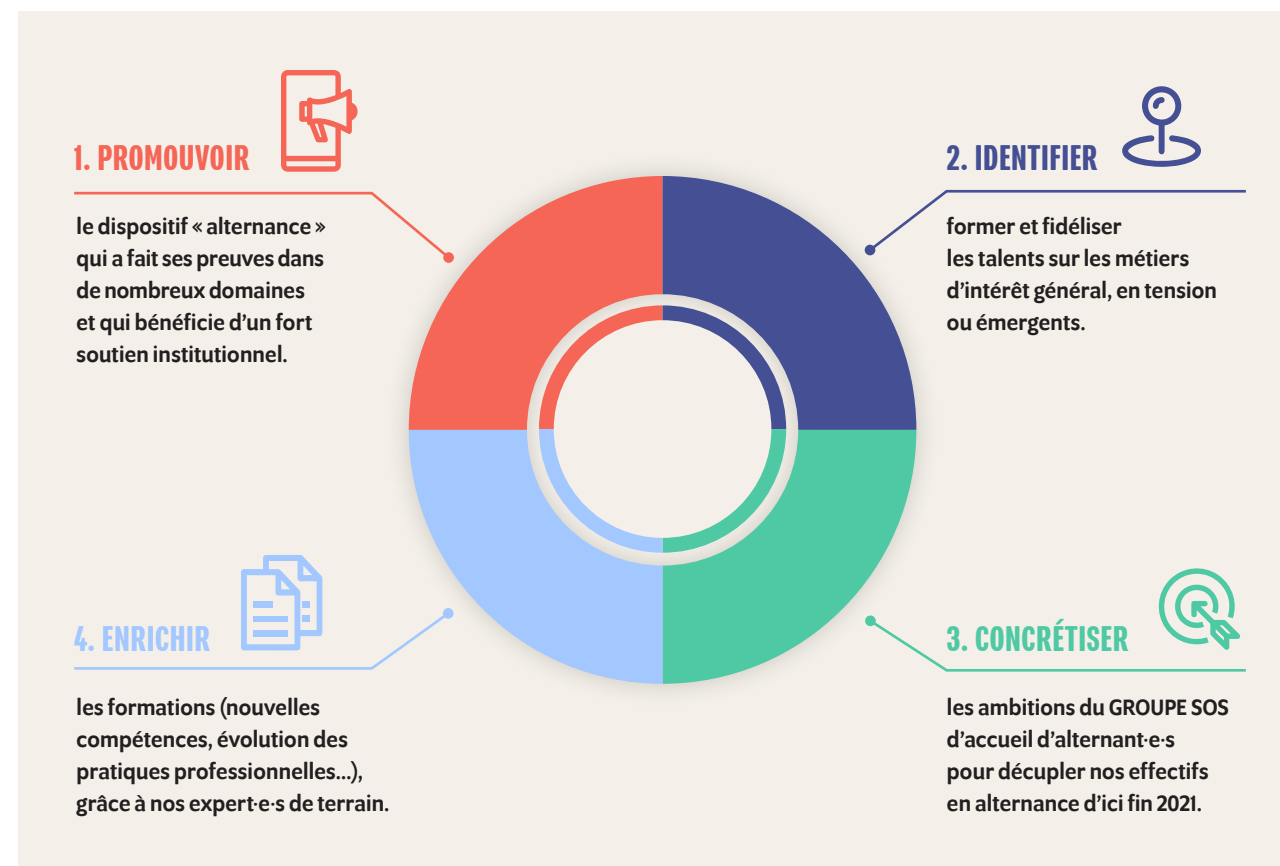 1. PROMOUVOIR
le dispositif « alternance »
qui a fait ses preuves dans
de nombreux domaines
et qui bénéficie d’un fort
soutien institutionnel.
2. IDENTIFIER
former et fidéliser
les talents sur les métiers
d’intérêt général, en tension
ou émergents.
3. CONCRÉTISER
les ambitions du GROUPE SOS
d’accueil d’alternant·e·s
pour décupler nos effectifs
en alternance d’ici fin 2021.
4. ENRICHIR
les formations (nouvelles
compétences, évolution des
pratiques professionnelles...),
grâce à nos expert·e·s de terrain.